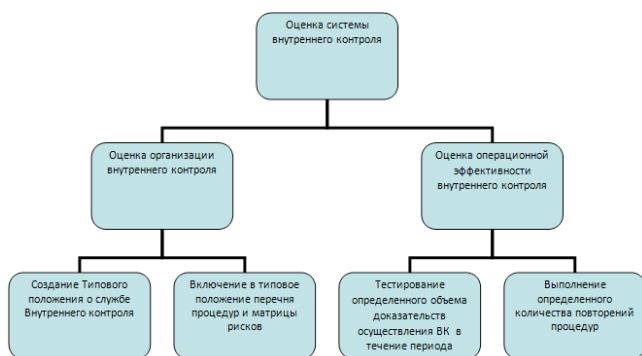 Оценка системы
внутреннего контроля
Оценка организации
внутреннего контроля
Оценка операционной
эффективности
внутреннего контроля
Создание Типового
положения о службе
Внутреннего контроля
Включение в типовое
положение перечня
процедур и матрицы
рисков
Тестирование
определенного объема
доказательств
осуществления ВК в
течение периода
Выполнение
определенного
количества повторений
процедур